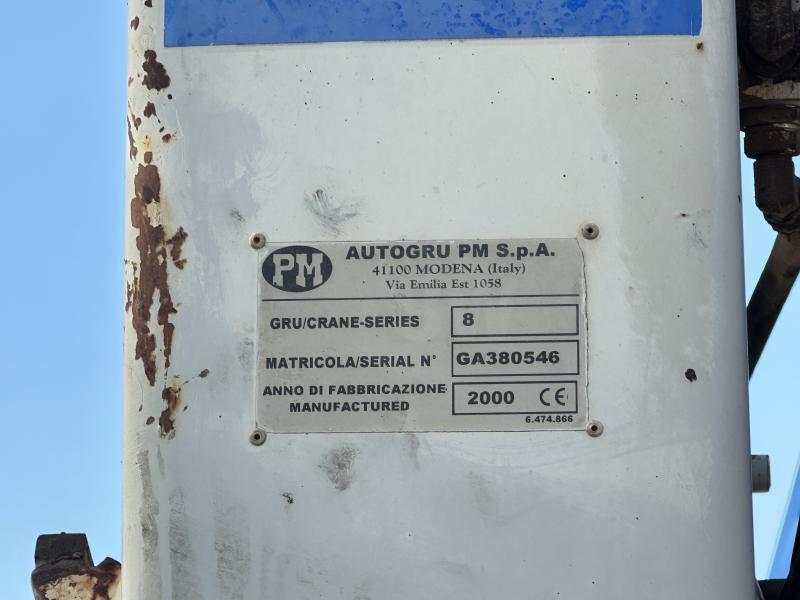 PM AUTOGRU PM S.p.A.
41100 MODENA (Italy)
Via Emilia Est 1058
GRU/CRANE-SERIES 8
MATRICOLA/SERIAL N° GA380546
ANNO DI FABBRICAZIONE
MANUFACTURED 2000 CE
6.474.866